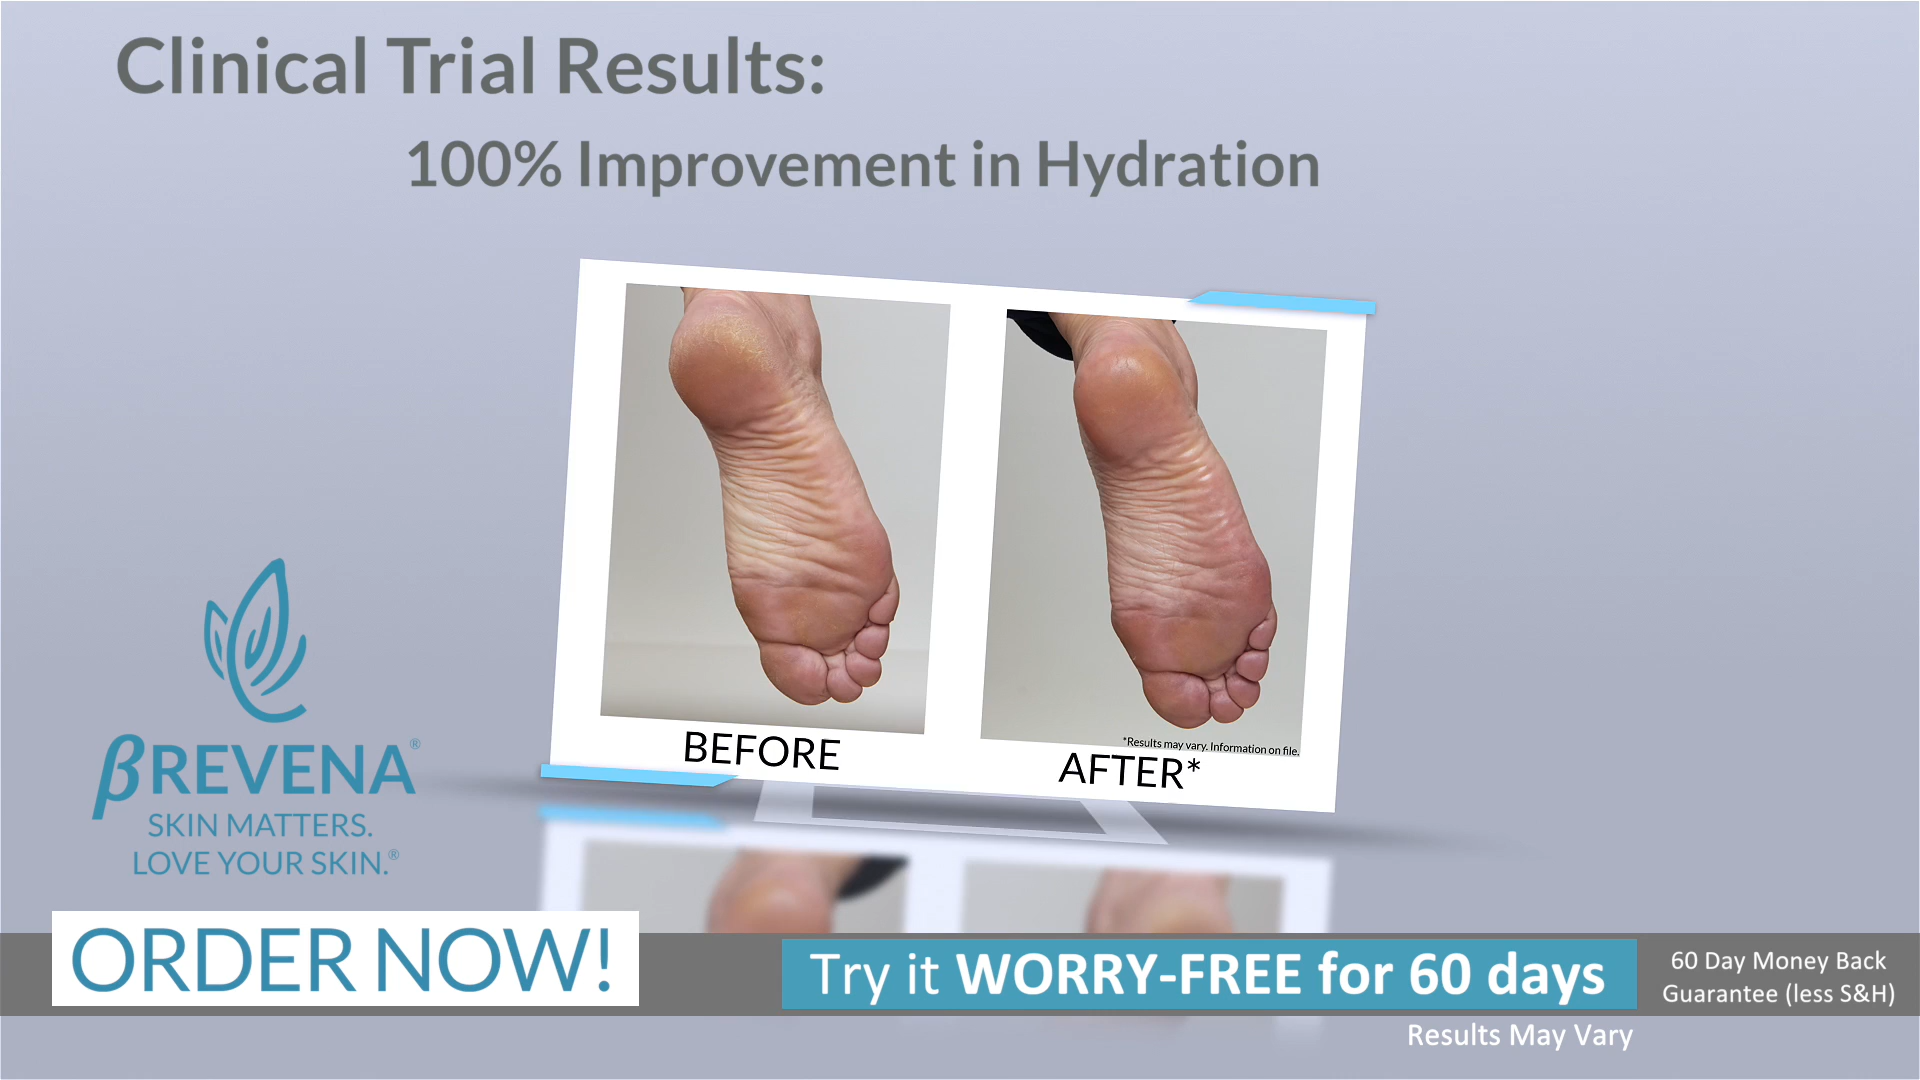 Clinical Trial Results:
100% Improvement in Hydration
BEFORE
*Results may vary. Information on file.
AFTER*
βREVENA®
SKIN MATTERS.
LOVE YOUR SKIN.®
ORDER NOW!
Try it WORRY-FREE for 60 days
60 Day Money Back
Guarantee (less S&H)
Results May Vary